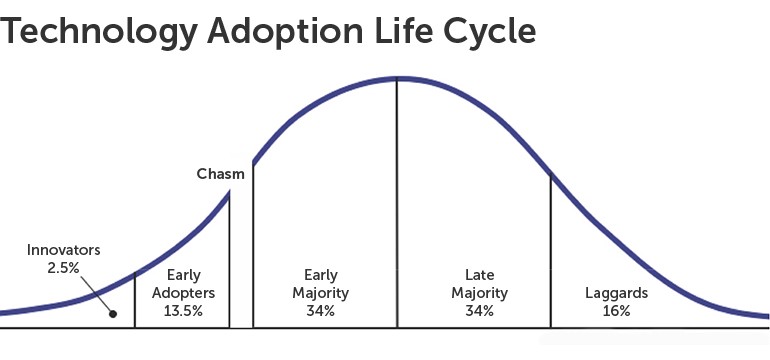 Technology Adoption Life Cycle
Chasm
Innovators
2.5%
Early
Adopters
13.5%
Early
Majority
34%
Late
Majority
34%
Laggards
16%